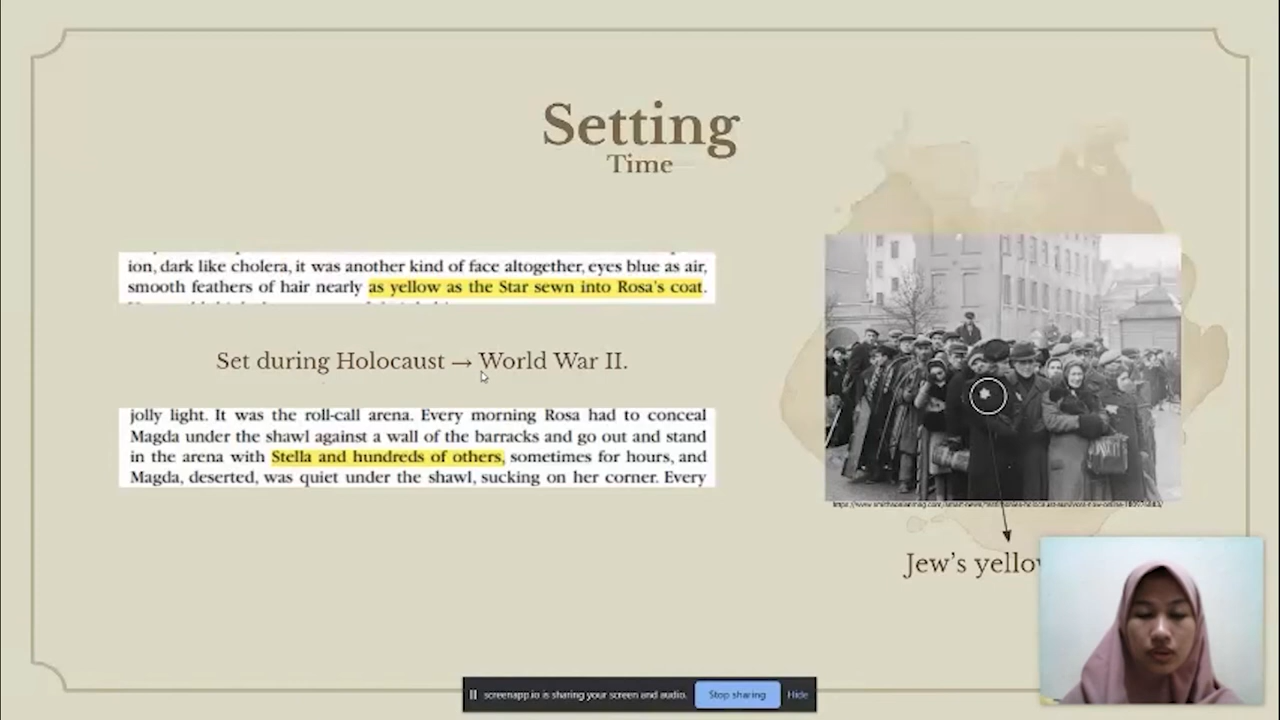 Setting
Time
ion, dark like cholera, it was another kind of face altogether, eyes blue as air,
smooth feathers of hair nearly as yellow as the Star sewn into Rosa's coat.
Set during Holocaust → World War II.
jolly light. It was the roll-call arena. Every morning Rosa had to conceal
Magda under the shawl against a wall of the barracks and go out and stand
in the arena with Stella and hundreds of others, sometimes for hours, and
Magda, deserted, was quiet under the shawl, sucking on her corner. Every
Jew's
screenapp.io is sharing your screen and audio. Stop sharing Hide